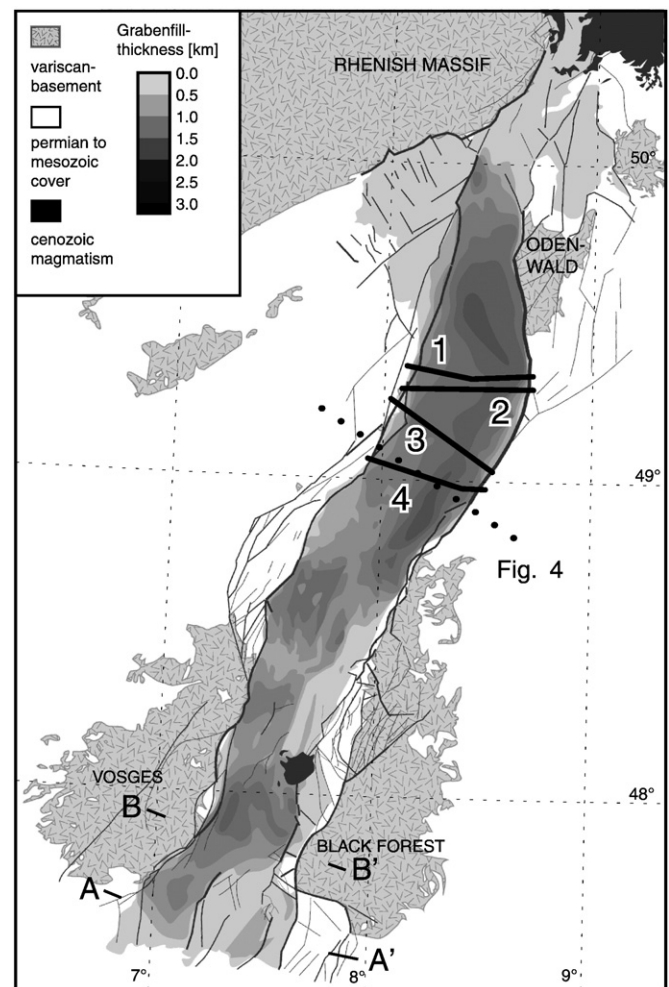 Grabenfill-
thickness [km]
variscan-
basement
permian to
mesozoic
cover
cenozoic
magmatism
0.0
0.5
1.0
1.5
2.0
2.5
3.0
RHENISH MASSIF
50°
ODEN-
WALD
1
2
3
4
49°
Fig. 4
VOSGES
B
48°
BLACK FOREST
B'
A
A'
7°
8°
9°